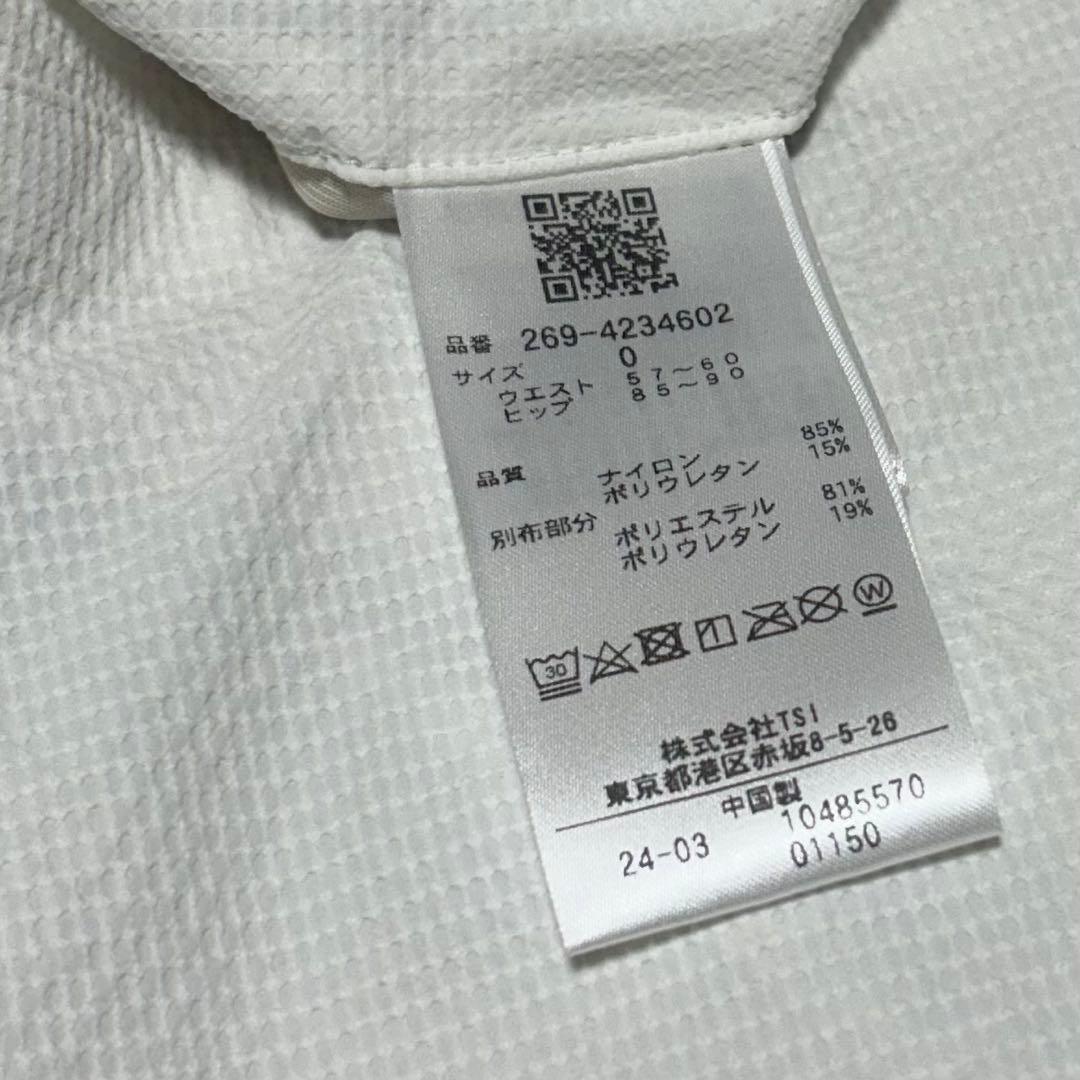 品番 269-4234602
サイズ 0
ウエスト 57〜60
ヒップ 85〜90
品質 ナイロン 85%
ポリウレタン 15%
別布部分 ポリエステル 81%
ポリウレタン 19%
30 W
株式会社TSI
東京都港区赤坂8-5-26
中国製
24-03 10485570
01150